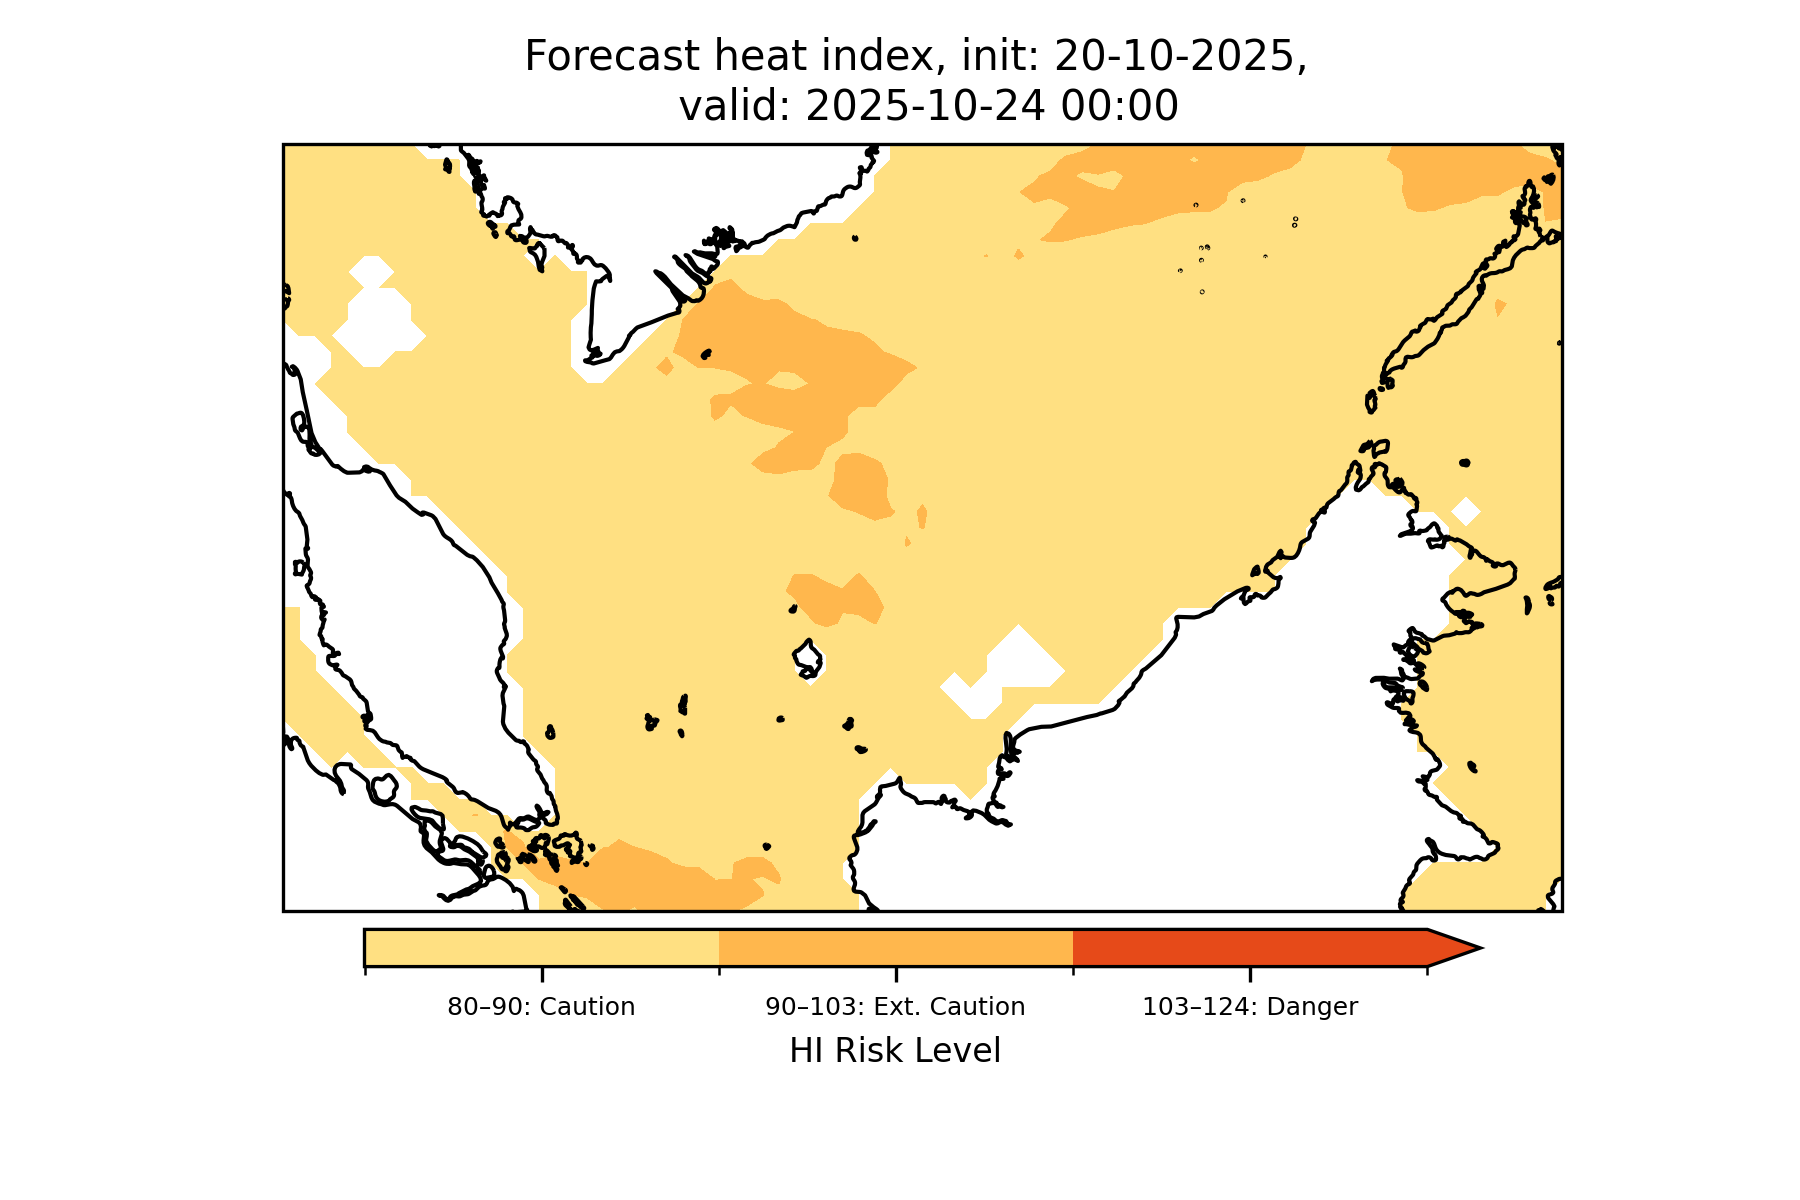 Forecast heat index, init: 20-10-2025,
valid: 2025-10-24 00:00
80–90: Caution
90–103: Ext. Caution
103–124: Danger
HI Risk Level